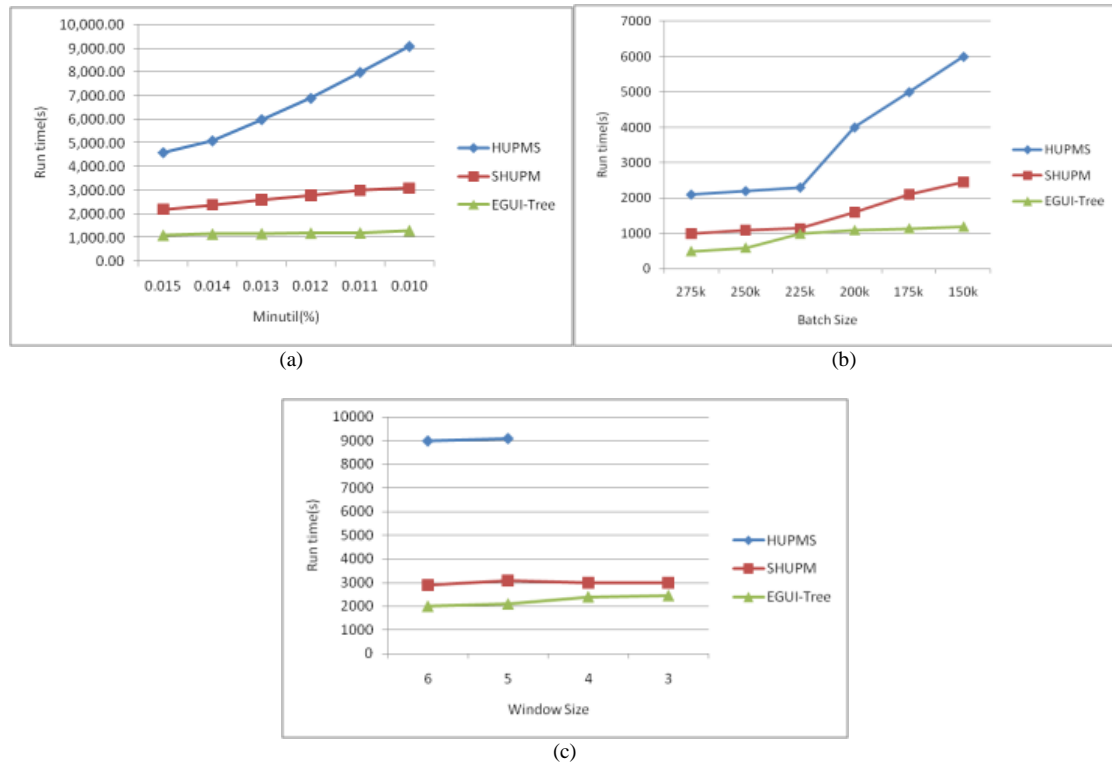 10,000.00
9,000.00
8,000.00
7,000.00
6,000.00
5,000.00
4,000.00
3,000.00
2,000.00
1,000.00
0.00
Run time(s)
0.015 0.014 0.013 0.012 0.011 0.010
Minutil(%)
HUPMS
SHUPM
EGUI-Tree
(a)
7000
6000
5000
4000
3000
2000
1000
0
Run time(s)
275k 250k 225k 200k 175k 150k
Batch Size
HUPMS
SHUPM
EGUI-Tree
(b)
10000
9000
8000
7000
6000
5000
4000
3000
2000
1000
0
Run time(s)
6 5 4 3
Window Size
HUPMS
SHUPM
EGUI-Tree
(c)